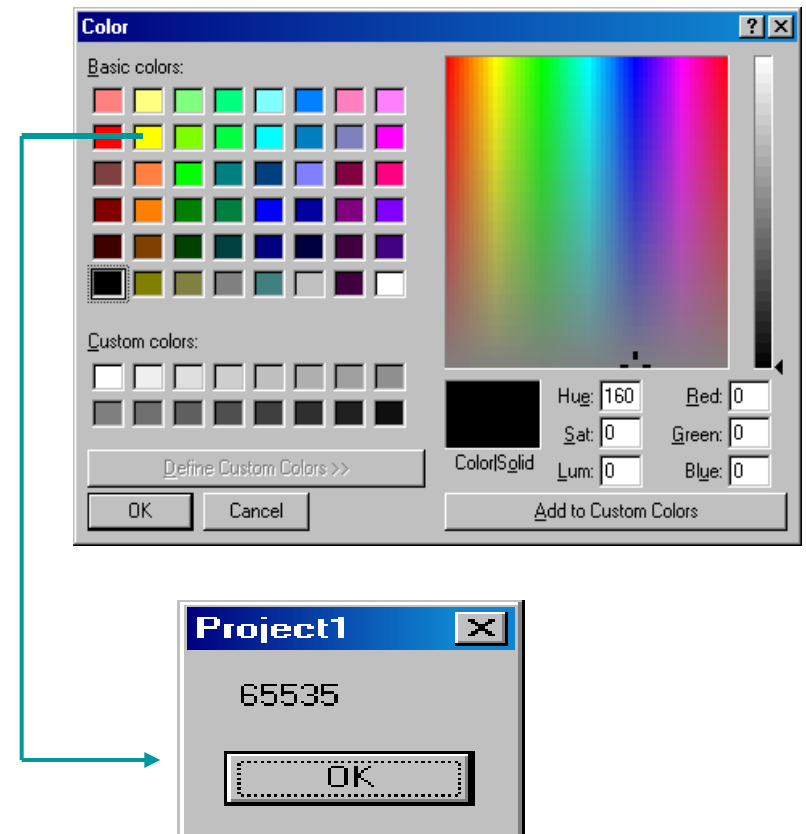 Color
Basic colors:
Custom colors:
Define Custom Colors >>
OK Cancel
Color|Solid
Hue: 160 Red: 0
Sat: 0 Green: 0
Lum: 0 Blue: 0
Add to Custom Colors
Project1
65535
OK